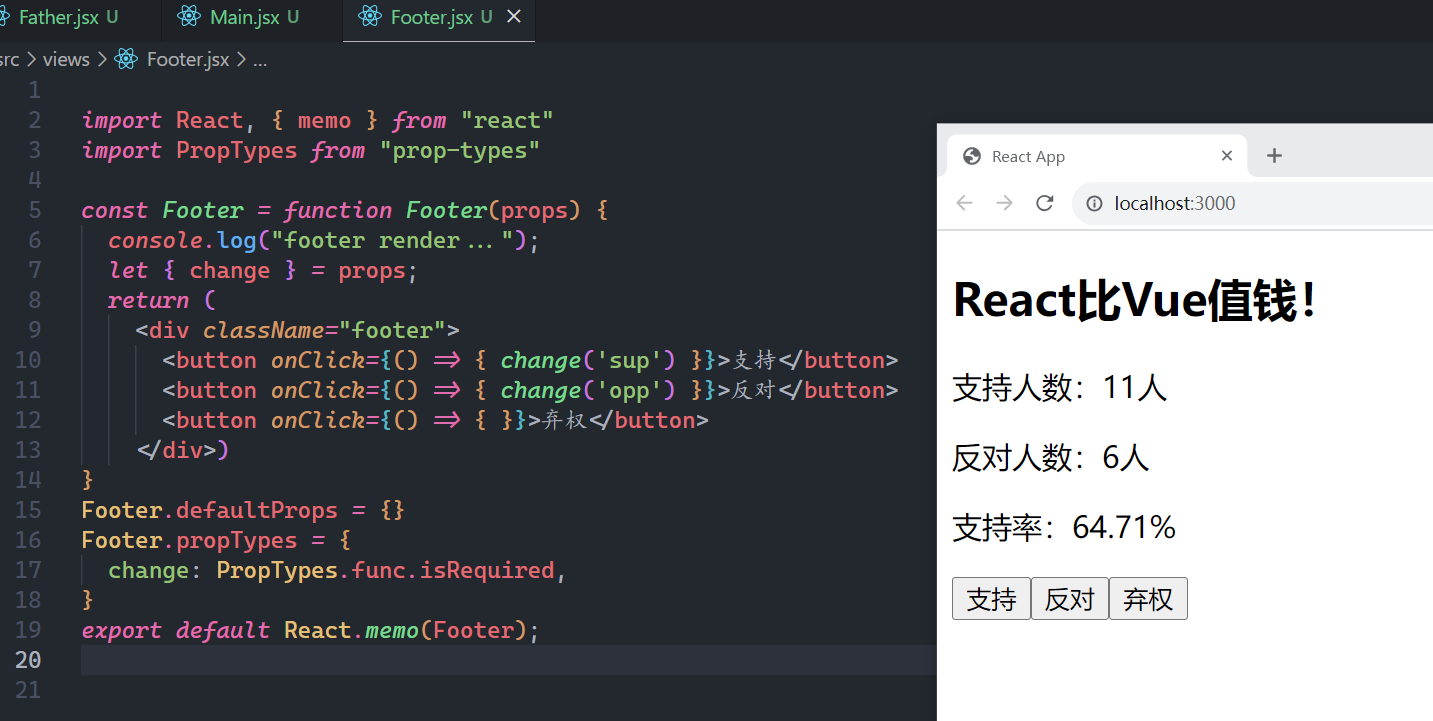 Father.jsx U Main.jsx U Footer.jsx U
src > views > Footer.jsx > ...
1
2 import React, { memo } from "react"
3 import PropTypes from "prop-types"
4
5 const Footer = function Footer(props) {
6 console.log("footer render...");
7 let { change } = props;
8 return (
9 <div className="footer">
10 <button onClick={() => { change('sup') }}>支持</button>
11 <button onClick={() => { change('opp') }}>反对</button>
12 <button onClick={() => { }}>弃权</button>
13 </div>)
14 }
15 Footer.defaultProps = {}
16 Footer.propTypes = {
17 change: PropTypes.func.isRequired,
18 }
19 export default React.memo(Footer);
20
21
React App
localhost:3000
React比Vue值钱！
支持人数：11人
反对人数：6人
支持率：64.71%
支持 反对 弃权